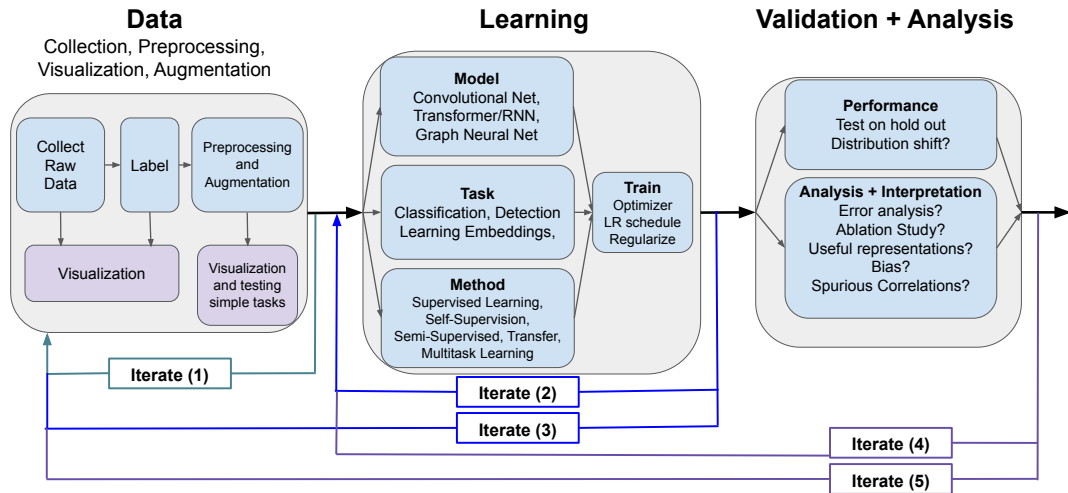 Data
Collection, Preprocessing,
Visualization, Augmentation
Collect
Raw
Data
Label
Preprocessing
and
Augmentation
Visualization
Visualization
and testing
simple tasks
Learning
Model
Convolutional Net,
Transformer/RNN,
Graph Neural Net
Task
Classification, Detection
Learning Embeddings,
Method
Supervised Learning,
Self-Supervision,
Semi-Supervised, Transfer,
Multitask Learning
Train
Optimizer
LR schedule
Regularize
Validation + Analysis
Performance
Test on hold out
Distribution shift?
Analysis + Interpretation
Error analysis?
Ablation Study?
Useful representations?
Bias?
Spurious Correlations?
Iterate (1)
Iterate (2)
Iterate (3)
Iterate (4)
Iterate (5)